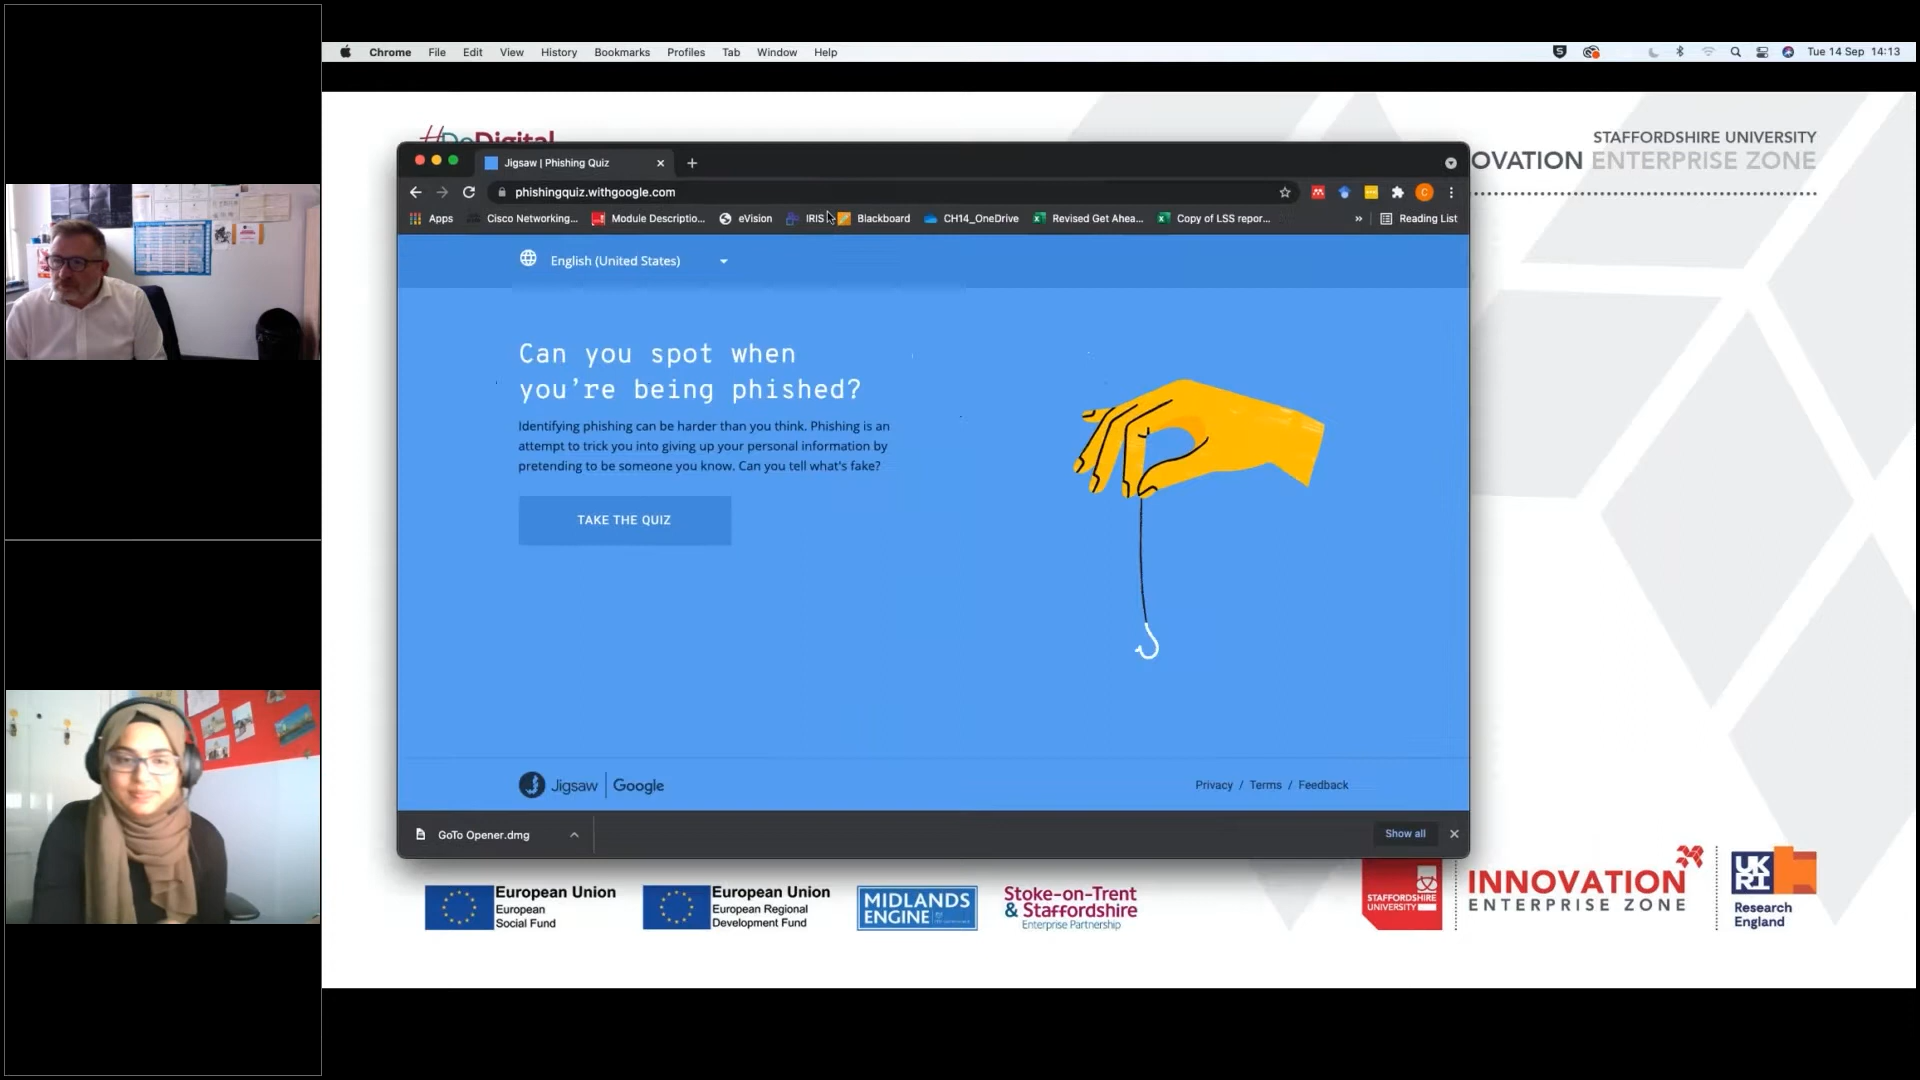 Chrome File Edit View History Bookmarks Profiles Tab Window Help
Tue 14 Sep 14:13
#DoDigital
STAFFORDSHIRE UNIVERSITY
OVATION ENTERPRISE ZONE
Jigsaw | Phishing Quiz
phishingquiz.withgoogle.com
C
Apps Cisco Networking... Module Descriptio... eVision IRIS Blackboard CH14_OneDrive Revised Get Ahea... Copy of LSS repor... » Reading List
English (United States)
Can you spot when
you're being phished?
Identifying phishing can be harder than you think. Phishing is an
attempt to trick you into giving up your personal information by
pretending to be someone you know. Can you tell what's fake?
TAKE THE QUIZ
Jigsaw | Google
Privacy / Terms / Feedback
GoTo Opener.dmg
Show all
European Union
European
Social Fund
European Union
European Regional
Development Fund
MIDLANDS
ENGINE
Stoke-on-Trent
& Staffordshire
Enterprise Partnership
STAFFORDSHIRE
UNIVERSITY
INNOVATION
ENTERPRISE ZONE
UK
RI
Research
England